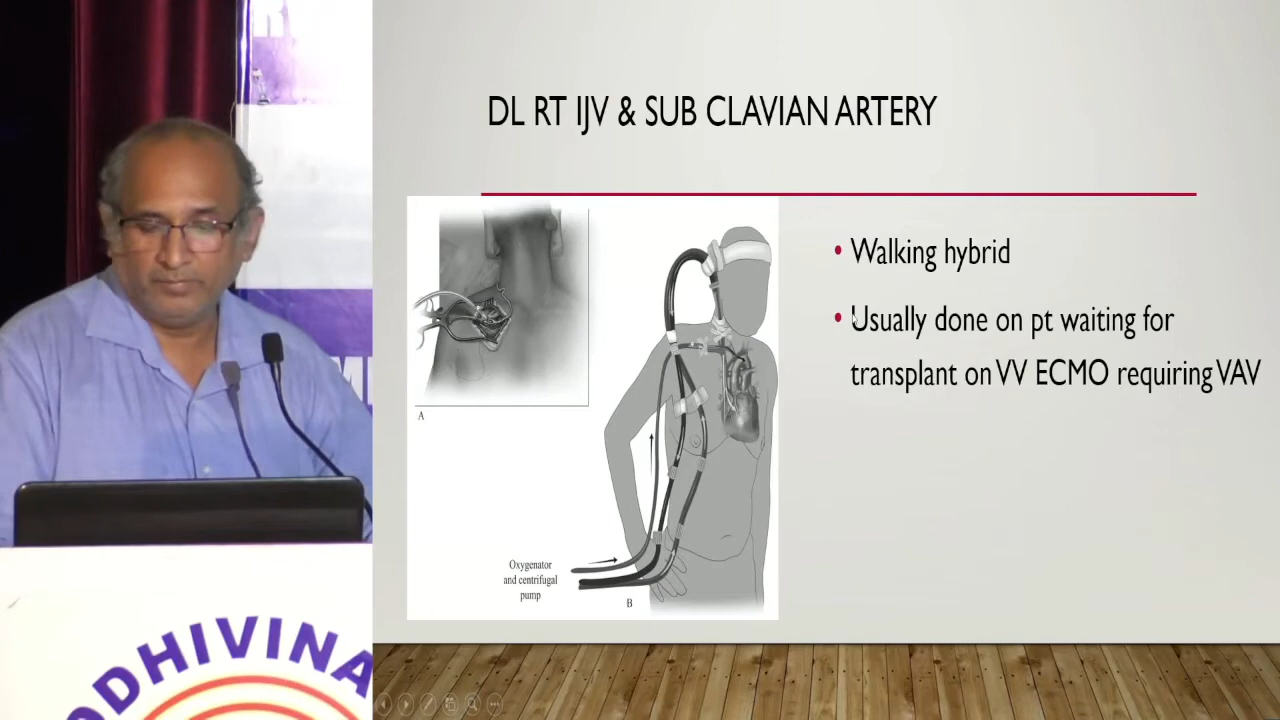 DL RT IJV & SUB CLAVIAN ARTERY
• Walking hybrid
• Usually done on pt waiting for
transplant on VV ECMO requiring VAV
A
Oxygenator
and centrifugal
pump
B
ODHIVINA